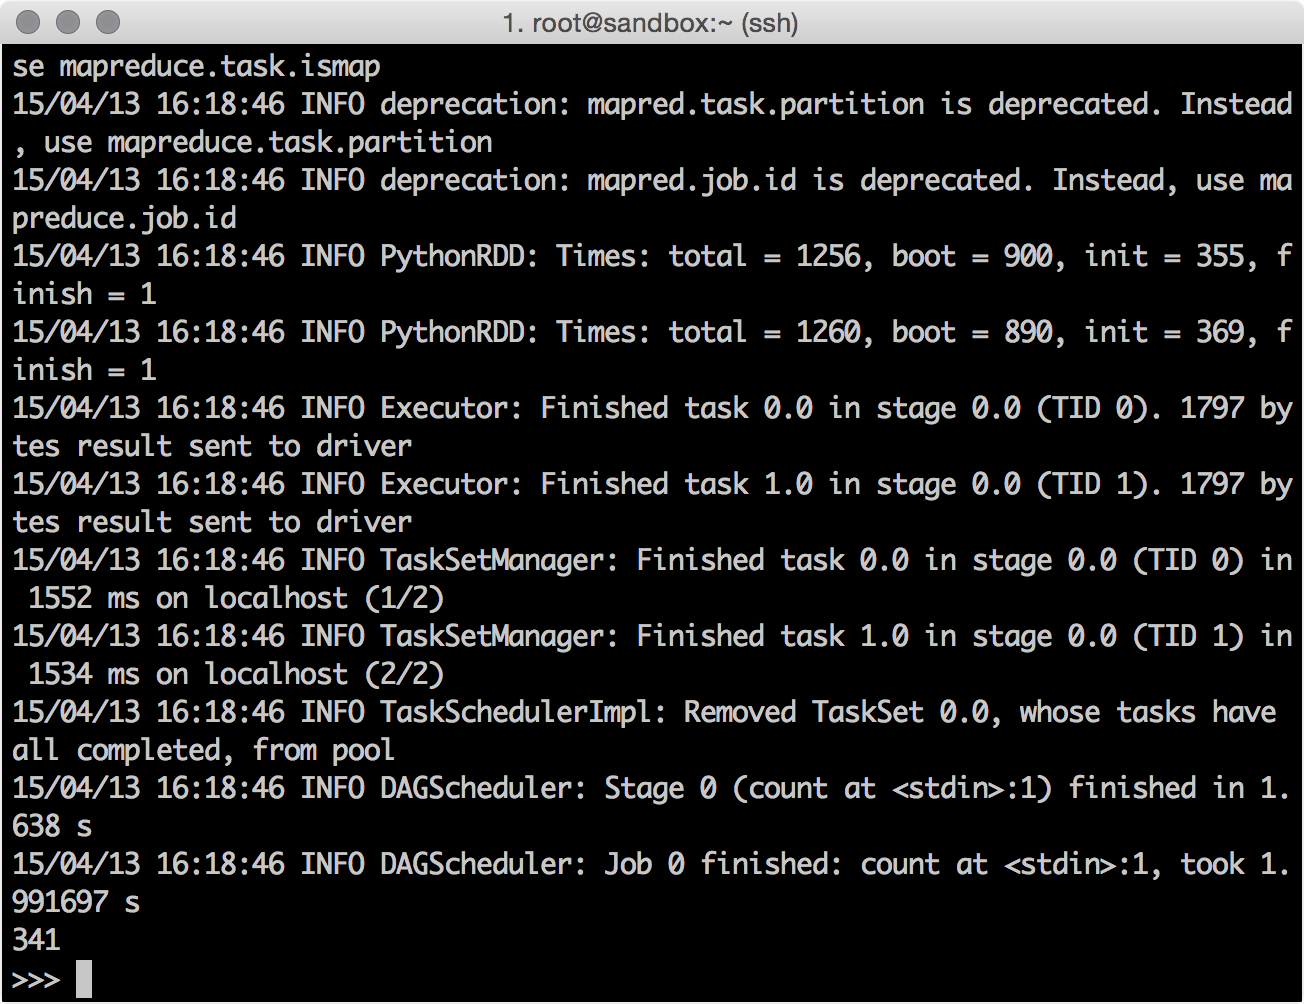 1. root@sandbox:~ (ssh)
se mapreduce.task.ismap
15/04/13 16:18:46 INFO deprecation: mapred.task.partition is deprecated. Instead
, use mapreduce.task.partition
15/04/13 16:18:46 INFO deprecation: mapred.job.id is deprecated. Instead, use ma
preduce.job.id
15/04/13 16:18:46 INFO PythonRDD: Times: total = 1256, boot = 900, init = 355, f
inish = 1
15/04/13 16:18:46 INFO PythonRDD: Times: total = 1260, boot = 890, init = 369, f
inish = 1
15/04/13 16:18:46 INFO Executor: Finished task 0.0 in stage 0.0 (TID 0). 1797 by
tes result sent to driver
15/04/13 16:18:46 INFO Executor: Finished task 1.0 in stage 0.0 (TID 1). 1797 by
tes result sent to driver
15/04/13 16:18:46 INFO TaskSetManager: Finished task 0.0 in stage 0.0 (TID 0) in
 1552 ms on localhost (1/2)
15/04/13 16:18:46 INFO TaskSetManager: Finished task 1.0 in stage 0.0 (TID 1) in
 1534 ms on localhost (2/2)
15/04/13 16:18:46 INFO TaskSchedulerImpl: Removed TaskSet 0.0, whose tasks have
all completed, from pool
15/04/13 16:18:46 INFO DAGScheduler: Stage 0 (count at <stdin>:1) finished in 1.
638 s
15/04/13 16:18:46 INFO DAGScheduler: Job 0 finished: count at <stdin>:1, took 1.
991697 s
341
>>>